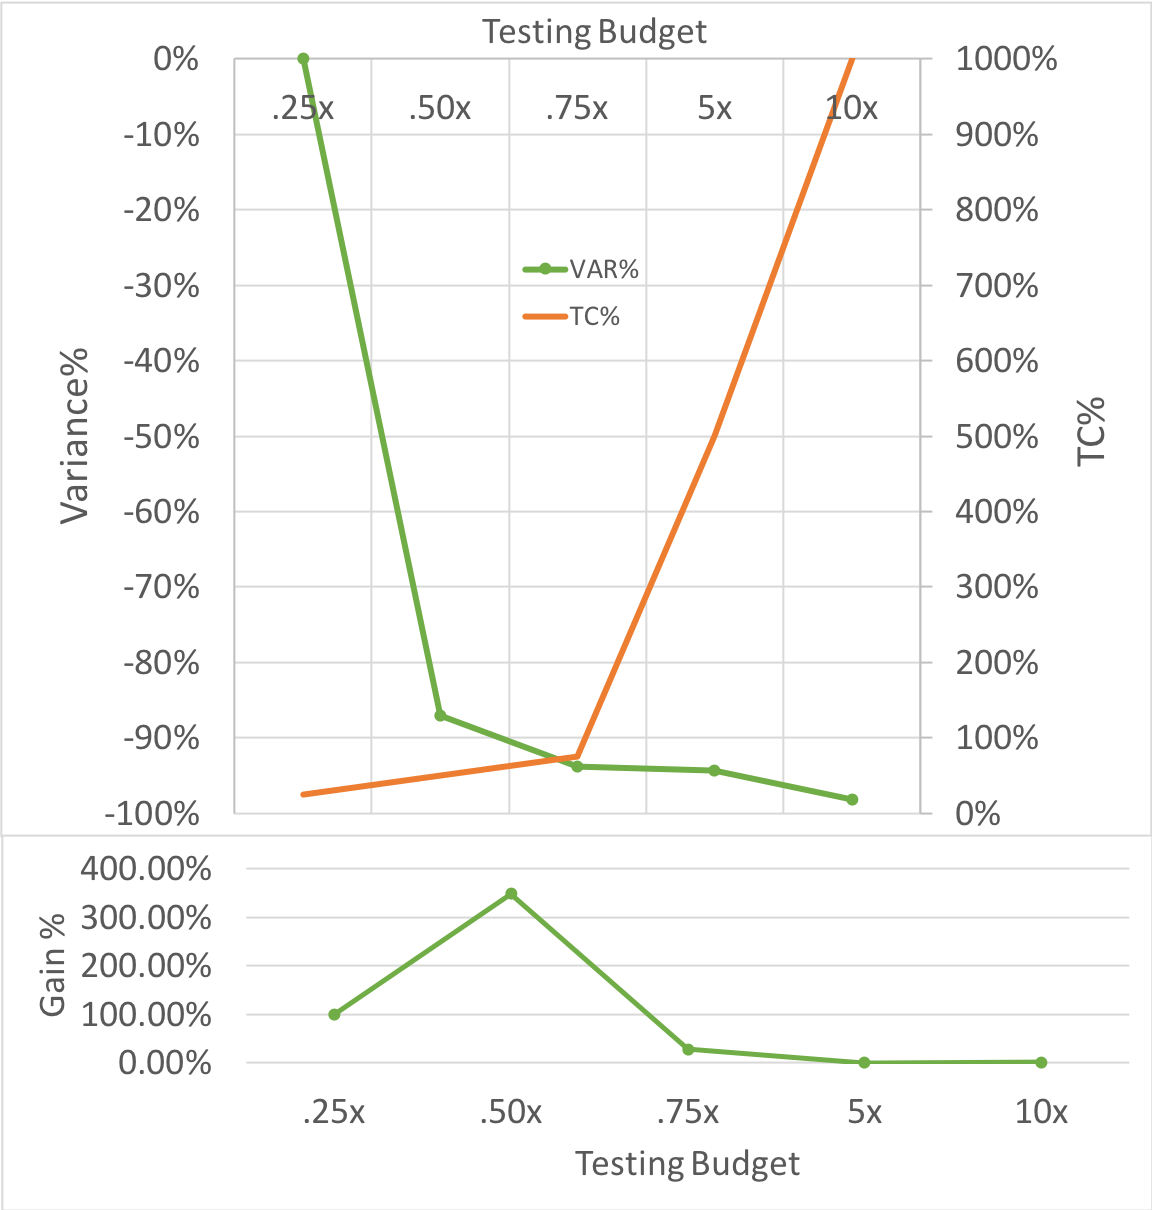 Testing Budget
0% 1000%
.25x .50x .75x 5x 10x
-10% 900%
-20% 800%
VAR%
-30% 700%
TC%
-40% 600%
Variance%
TC%
-50% 500%
-60% 400%
-70% 300%
-80% 200%
-90% 100%
-100% 0%
400.00%
300.00%
Gain %
200.00%
100.00%
0.00%
.25x .50x .75x 5x 10x
Testing Budget